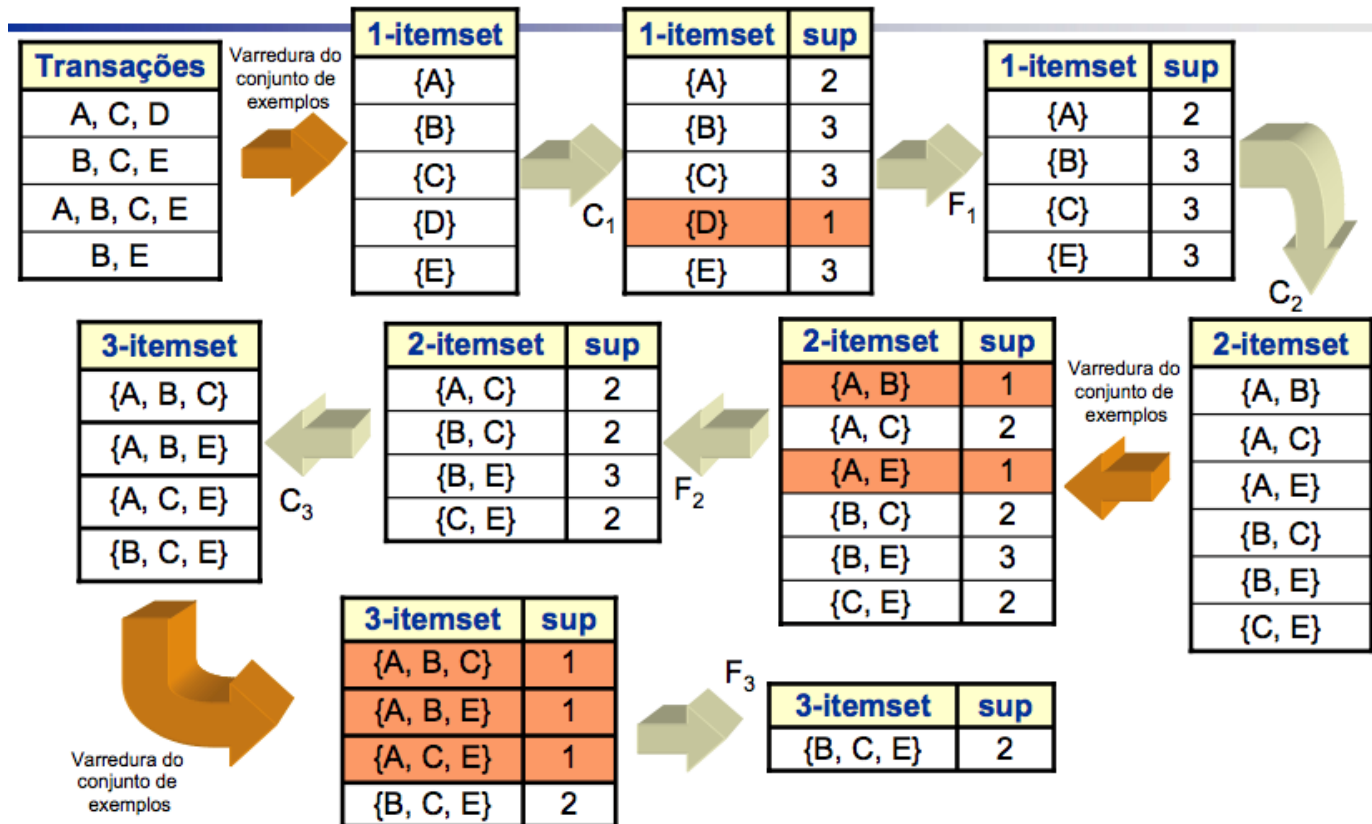 Transações
A, C, D
B, C, E
A, B, C, E
B, E
Varredura do
conjunto de
exemplos
1-itemset
{A}
{B}
{C}
{D}
{E}
C1
1-itemset sup
{A} 2
{B} 3
{C} 3
{D} 1
{E} 3
F1
1-itemset sup
{A} 2
{B} 3
{C} 3
{E} 3
C2
2-itemset
{A, B}
{A, C}
{A, E}
{B, C}
{B, E}
{C, E}
Varredura do
conjunto de
exemplos
2-itemset sup
{A, B} 1
{A, C} 2
{A, E} 1
{B, C} 2
{B, E} 3
{C, E} 2
F2
2-itemset sup
{A, C} 2
{B, C} 2
{B, E} 3
{C, E} 2
C3
3-itemset
{A, B, C}
{A, B, E}
{A, C, E}
{B, C, E}
Varredura do
conjunto de
exemplos
3-itemset sup
{A, B, C} 1
{A, B, E} 1
{A, C, E} 1
{B, C, E} 2
F3
3-itemset sup
{B, C, E} 2